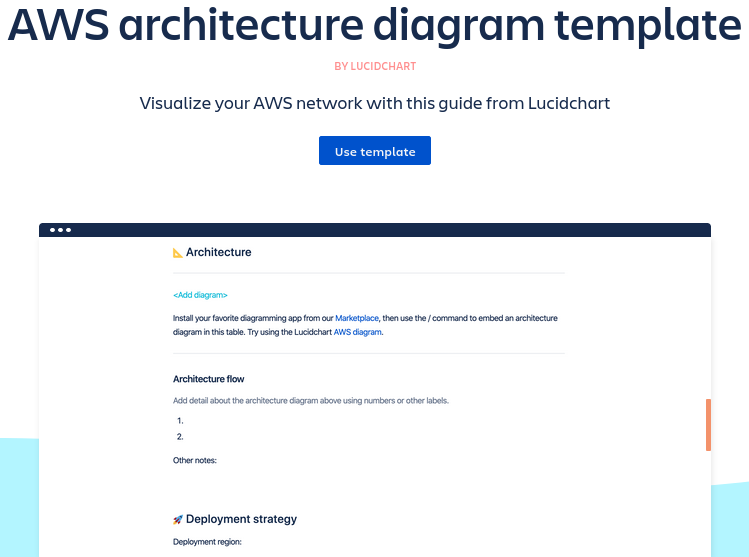 AWS architecture diagram template
BY LUCIDCHART
Visualize your AWS network with this guide from Lucidchart
Use template
📐 Architecture
<Add diagram>
Install your favorite diagramming app from our Marketplace, then use the / command to embed an architecture
diagram in this table. Try using the Lucidchart AWS diagram.
Architecture flow
Add detail about the architecture diagram above using numbers or other labels.
1.
2.
Other notes:
🚀 Deployment strategy
Deployment region: